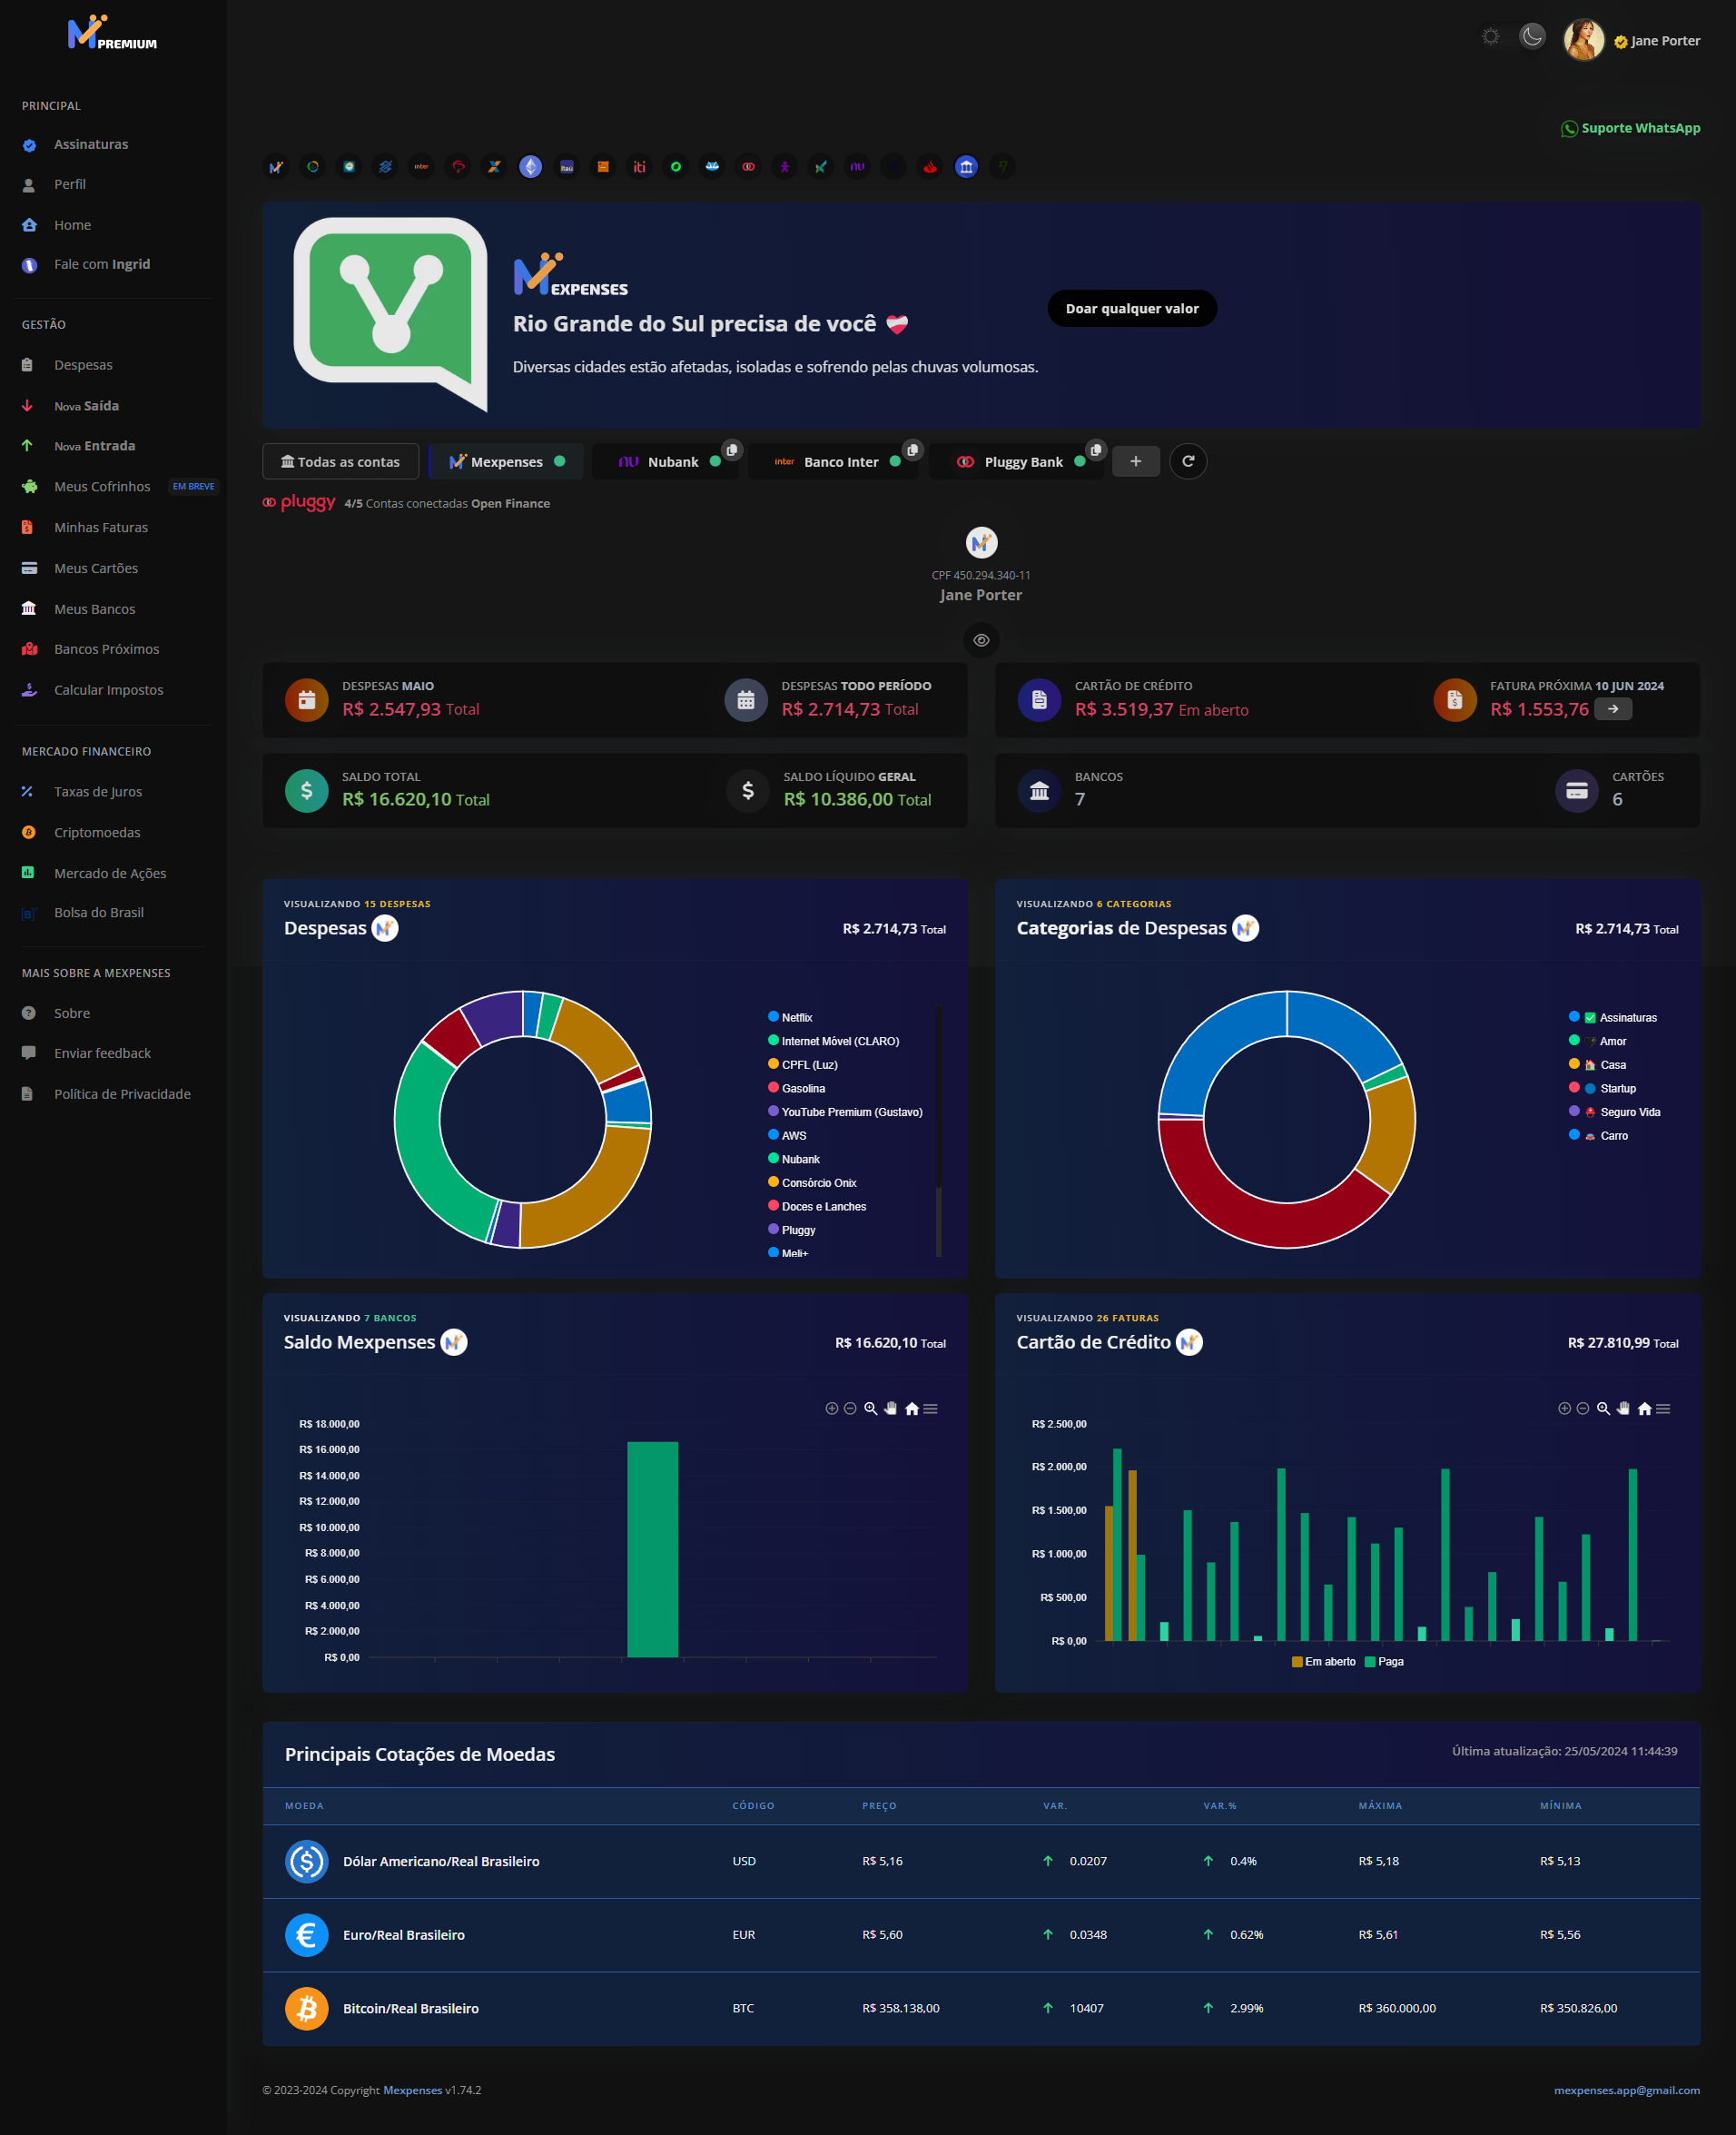 PREMIUM
Jane Porter
Suporte WhatsApp
PRINCIPAL
Assinaturas
Perfil
Home
Fale com Ingrid
GESTÃO
Despesas
Nova Saída
Nova Entrada
Meus Cofrinhos EM BREVE
Minhas Faturas
Meus Cartões
Meus Bancos
Bancos Próximos
Calcular Impostos
MERCADO FINANCEIRO
Taxas de Juros
Criptomoedas
Mercado de Ações
Bolsa do Brasil
MAIS SOBRE A MEXPENSES
Sobre
Enviar feedback
Política de Privacidade
inter
itaú
iti
EXPENSES
Rio Grande do Sul precisa de você
Diversas cidades estão afetadas, isoladas e sofrendo pelas chuvas volumosas.
Doar qualquer valor
Todas as contas
Mexpenses
nu Nubank
inter Banco Inter
Pluggy Bank
+
pluggy 4/5 Contas conectadas Open Finance
CPF 450.294.340-11
Jane Porter
DESPESAS MAIO
R$ 2.547,93 Total
DESPESAS TODO PERÍODO
R$ 2.714,73 Total
CARTÃO DE CRÉDITO
R$ 3.519,37 Em aberto
FATURA PRÓXIMA 10 JUN 2024
R$ 1.553,76
SALDO TOTAL
R$ 16.620,10 Total
SALDO LÍQUIDO GERAL
R$ 10.386,00 Total
BANCOS
7
CARTÕES
6
VISUALIZANDO 15 DESPESAS
Despesas
R$ 2.714,73 Total
Netflix
Internet Móvel (CLARO)
CPFL (Luz)
Gasolina
YouTube Premium (Gustavo)
AWS
Nubank
Consórcio Onix
Doces e Lanches
Pluggy
Meli+
VISUALIZANDO 6 CATEGORIAS
Categorias de Despesas
R$ 2.714,73 Total
Assinaturas
Amor
Casa
Startup
Seguro Vida
Carro
VISUALIZANDO 7 BANCOS
Saldo Mexpenses
R$ 16.620,10 Total
R$ 18.000,00
R$ 16.000,00
R$ 14.000,00
R$ 12.000,00
R$ 10.000,00
R$ 8.000,00
R$ 6.000,00
R$ 4.000,00
R$ 2.000,00
R$ 0,00
VISUALIZANDO 26 FATURAS
Cartão de Crédito
R$ 27.810,99 Total
R$ 2.500,00
R$ 2.000,00
R$ 1.500,00
R$ 1.000,00
R$ 500,00
R$ 0,00
Em aberto Paga
Principais Cotações de Moedas
Última atualização: 25/05/2024 11:44:39
MOEDA CÓDIGO PREÇO VAR. VAR.% MÁXIMA MÍNIMA
Dólar Americano/Real Brasileiro USD R$ 5,16 0.0207 0.4% R$ 5,18 R$ 5,13
Euro/Real Brasileiro EUR R$ 5,60 0.0348 0.62% R$ 5,61 R$ 5,56
Bitcoin/Real Brasileiro BTC R$ 358.138,00 10407 2.99% R$ 360.000,00 R$ 350.826,00
© 2023-2024 Copyright Mexpenses v1.74.2
mexpenses.app@gmail.com